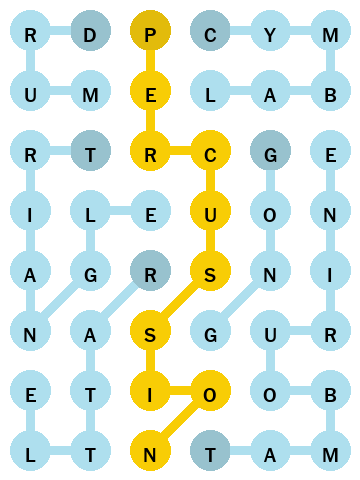 R D P C Y M
U M E L A B
R T R C G E
I L E U O N
A G R S N I
N A S G U R
E T I O O B
L T N T A M